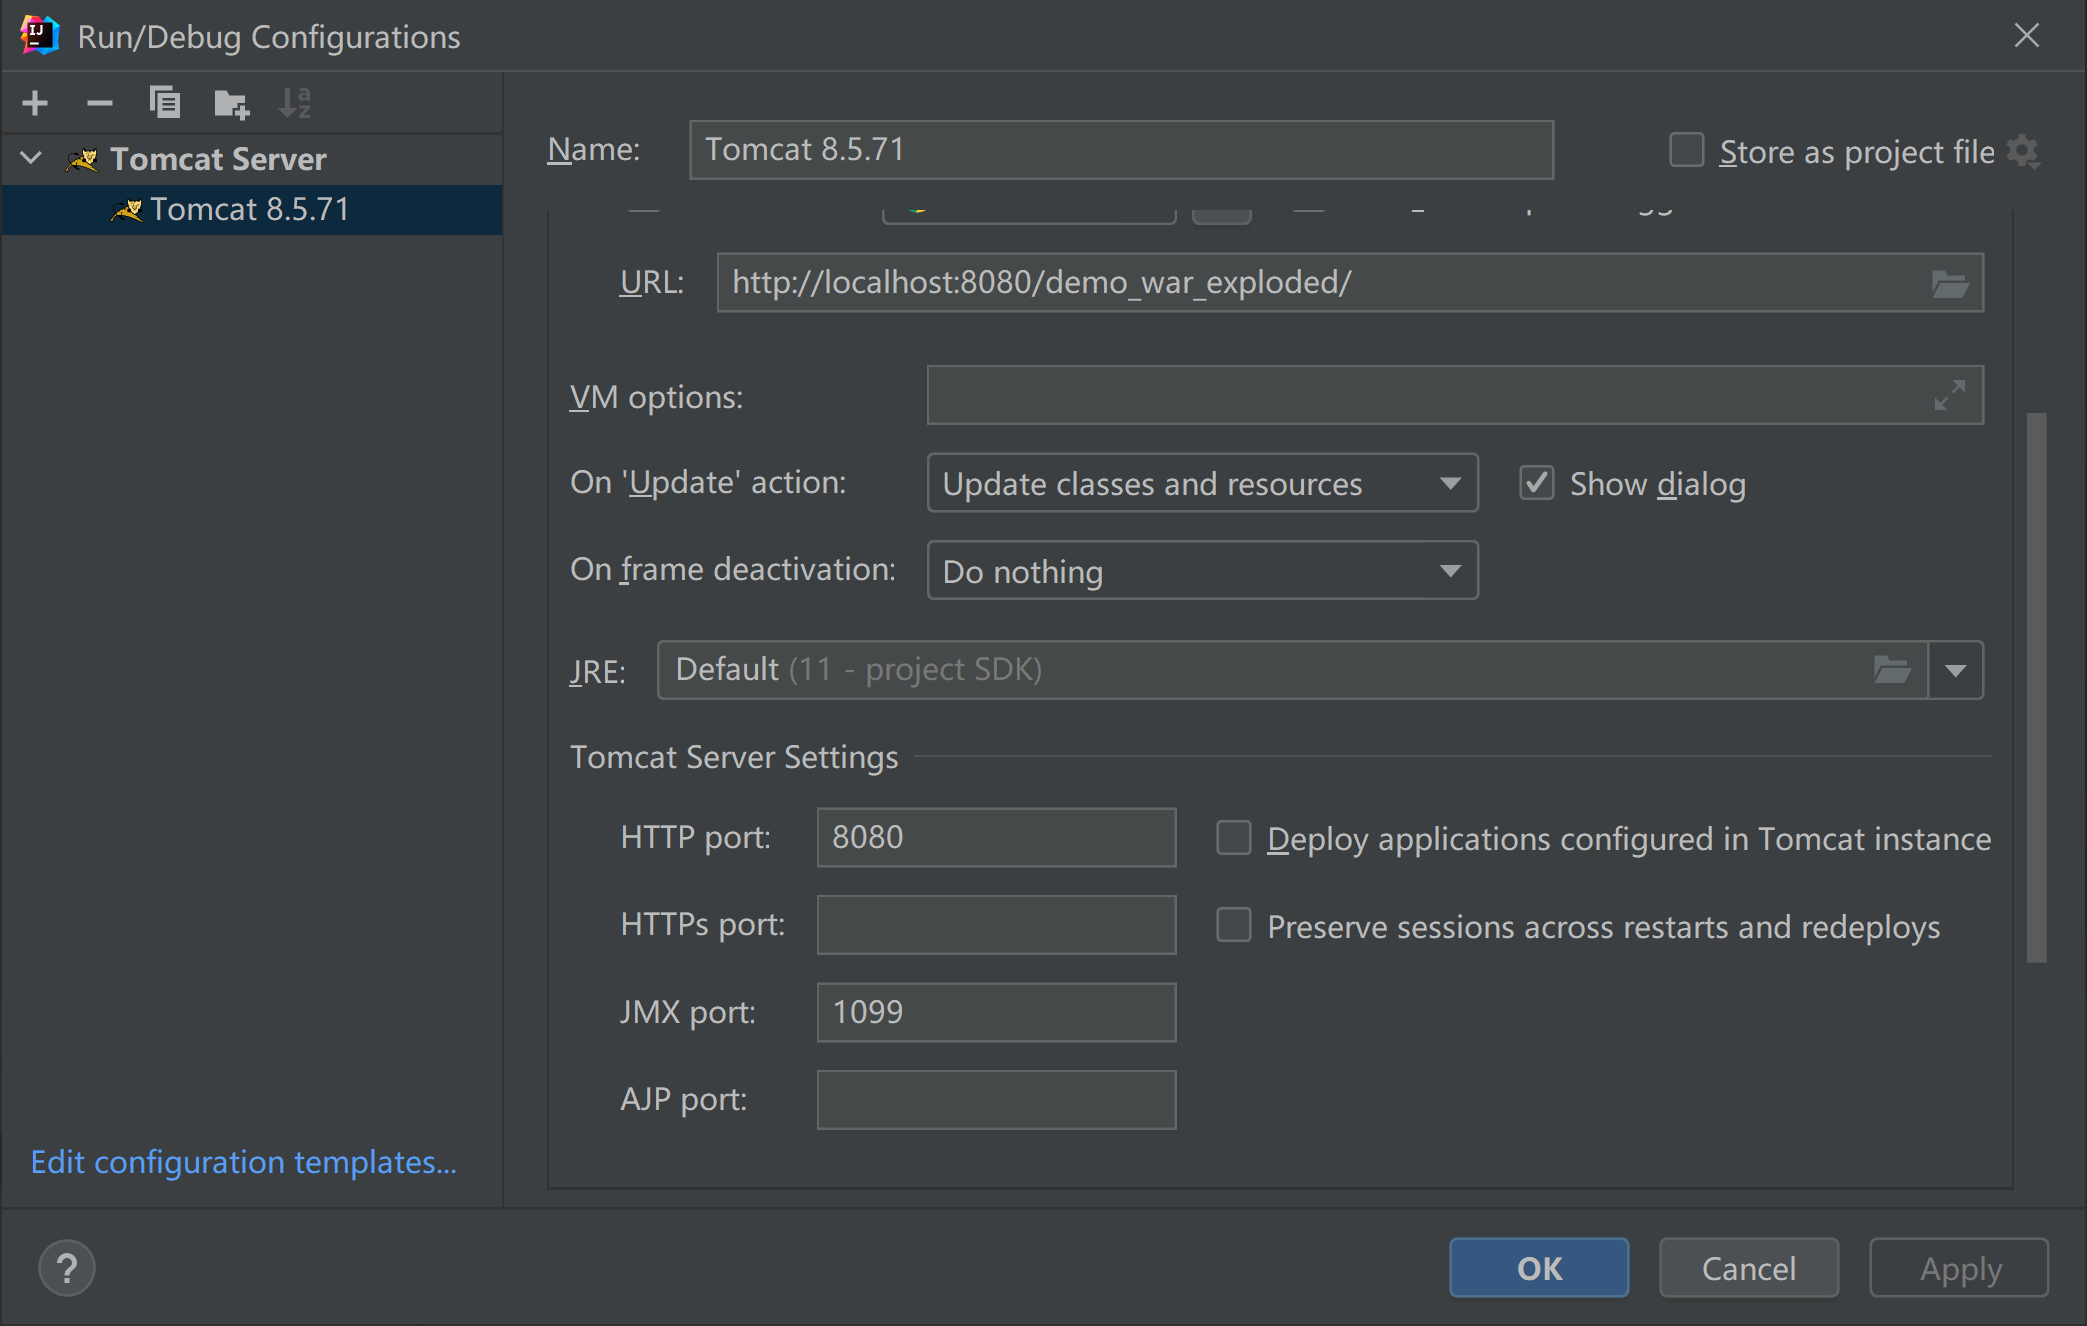 Run/Debug Configurations
Tomcat Server
Tomcat 8.5.71
Edit configuration templates...
Name: Tomcat 8.5.71 Store as project file
URL: http://localhost:8080/demo_war_exploded/
VM options:
On 'Update' action: Update classes and resources Show dialog
On frame deactivation: Do nothing
JRE: Default (11 - project SDK)
Tomcat Server Settings
HTTP port: 8080 Deploy applications configured in Tomcat instance
HTTPs port: Preserve sessions across restarts and redeploys
JMX port: 1099
AJP port:
? OK Cancel Apply